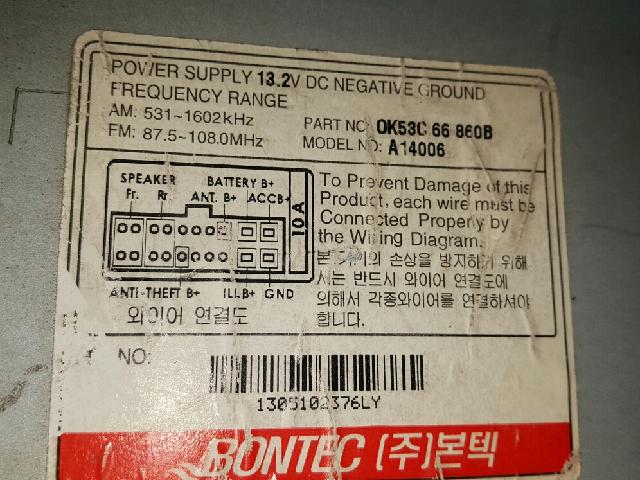 POWER SUPPLY 13.2V DC NEGATIVE GROUND
FREQUENCY RANGE
AM: 531~1602kHz
FM: 87.5~108.0MHz
PART NO: OK53C 66 860B
MODEL NO: A14006
SPEAKER BATTERY B+
Fr. Rr ANT. B+ ACCB+
10A
ANTI-THEFT B+ ILLB+ GND
와이어 연결도
To Prevent Damage of this
Product, each wire must be
Connected Properly by
the Wiring Diagram.
손상을 방지하기 위해
서는 반드시 와이어 연결도에
의해서 각종와이어를 연결하셔야
합니다.
NO:
1305102376LY
BONTEC (주)본텍